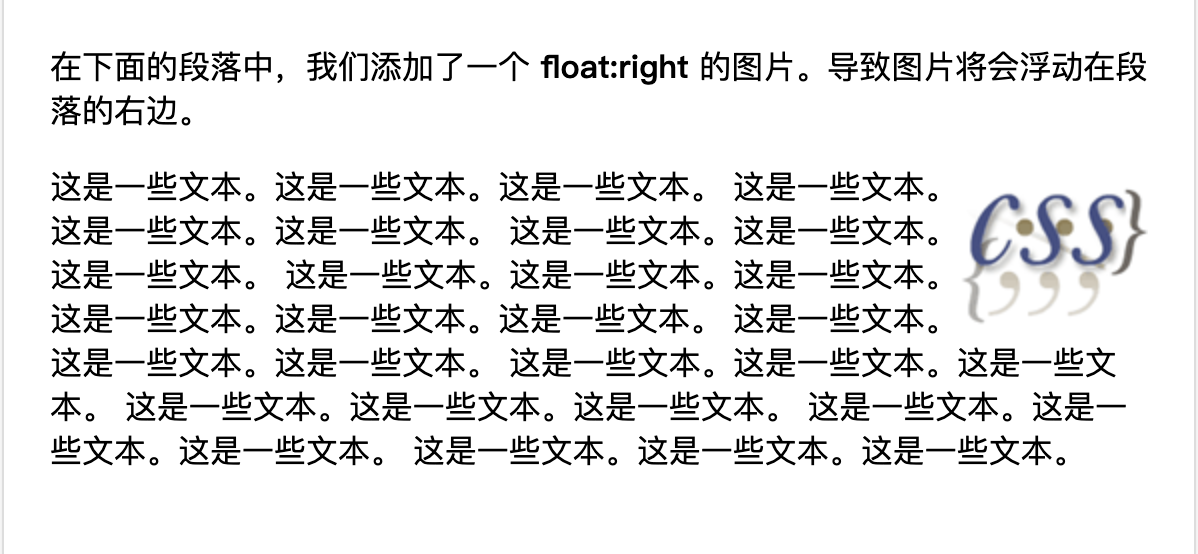 在下面的段落中，我们添加了一个 float:right 的图片。导致图片将会浮动在段
落的右边。
这是一些文本。这是一些文本。这是一些文本。 这是一些文本。
这是一些文本。这是一些文本。 这是一些文本。这是一些文本。
这是一些文本。 这是一些文本。这是一些文本。这是一些文本。
这是一些文本。这是一些文本。这是一些文本。 这是一些文本。
这是一些文本。这是一些文本。 这是一些文本。这是一些文本。这是一些文
本。 这是一些文本。这是一些文本。这是一些文本。 这是一些文本。这是一
些文本。这是一些文本。 这是一些文本。这是一些文本。这是一些文本。
CSS}
{;;;